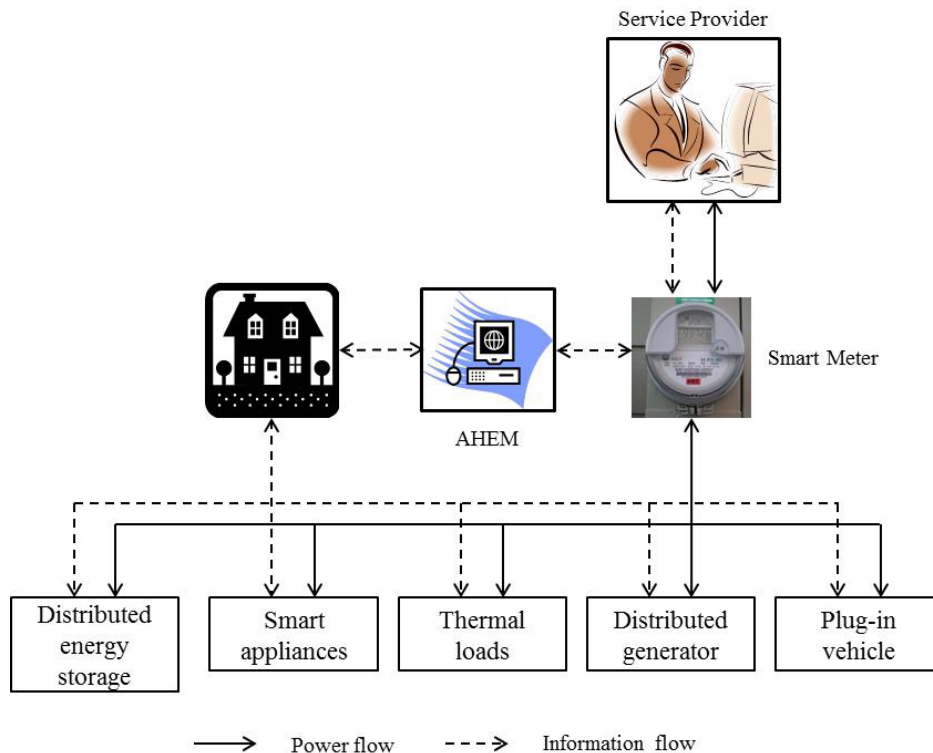 Service Provider
Smart Meter
AHEM
Distributed
energy
storage
Smart
appliances
Thermal
loads
Distributed
generator
Plug-in
vehicle
Power flow
Information flow